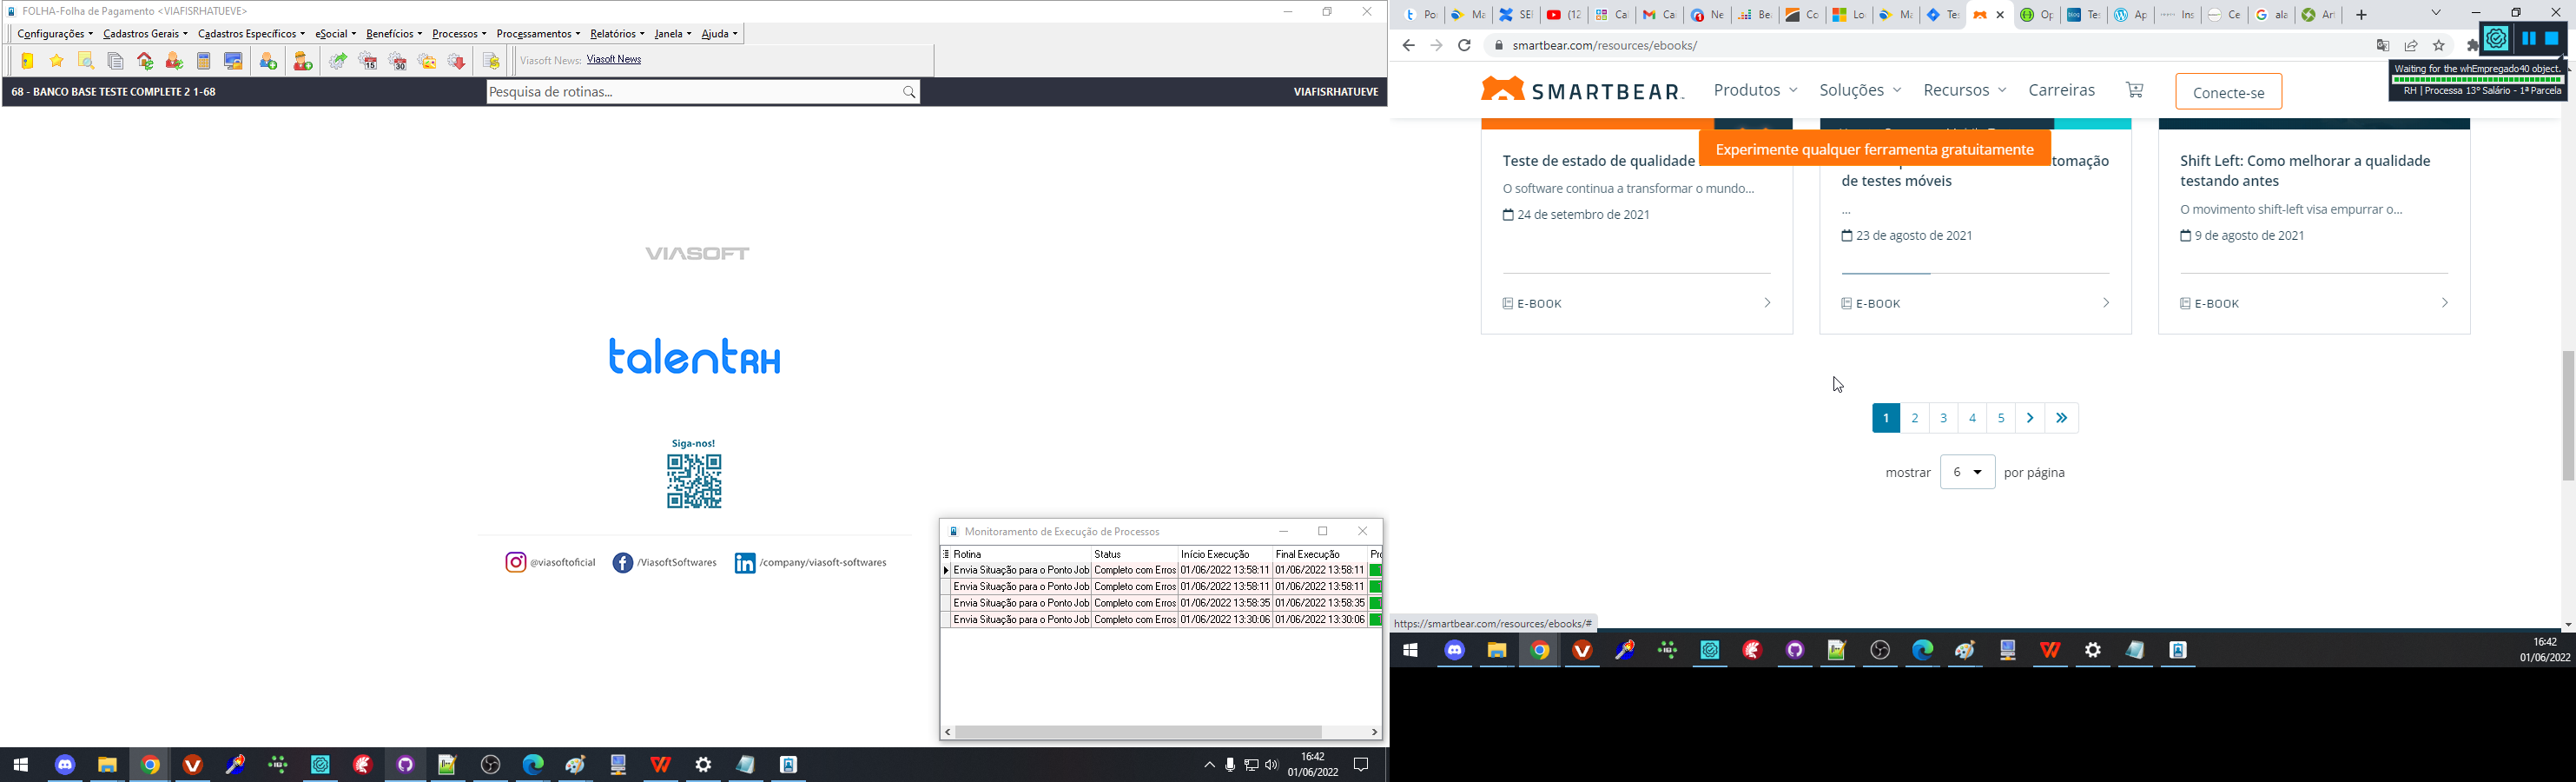 FOLHA-Folha de Pagamento <VIAFISRHATUEVE>
Configurações Cadastros Gerais Cadastros Específicos eSocial Benefícios Processos Processamentos Relatórios Janela Ajuda
Viasoft News: Viasoft News
68 - BANCO BASE TESTE COMPLETE 2 1-68
Pesquisa de rotinas...
VIAFISRHATUEVE
VIASOFT
talentRH
Siga-nos!
@viasoftoficial /ViasoftSoftwares /company/viasoft-softwares
Monitoramento de Execução de Processos
Rotina Status Início Execução Final Execução Pro
Envia Situação para o Ponto Job Completo com Erros 01/06/2022 13:58:11 01/06/2022 13:58:11
Envia Situação para o Ponto Job Completo com Erros 01/06/2022 13:58:11 01/06/2022 13:58:11
Envia Situação para o Ponto Job Completo com Erros 01/06/2022 13:58:35 01/06/2022 13:58:35
Envia Situação para o Ponto Job Completo com Erros 01/06/2022 13:30:06 01/06/2022 13:30:06
16:42
01/06/2022
Po Ma SEI (12 Ca Ca Ne Be Co Lo Ma Te Op Tes Ap Ins Ce ala Art
smartbear.com/resources/ebooks/
Waiting for the whEmpregado40 object.
RH | Processa 13º Salário - 1ª Parcela
SMARTBEAR
Produtos Soluções Recursos Carreiras
Conecte-se
Experimente qualquer ferramenta gratuitamente
Teste de estado de qualidade
O software continua a transformar o mundo...
24 de setembro de 2021
E-BOOK
tomação
de testes móveis
...
23 de agosto de 2021
E-BOOK
Shift Left: Como melhorar a qualidade
testando antes
O movimento shift-left visa empurrar o...
9 de agosto de 2021
E-BOOK
1 2 3 4 5
mostrar 6 por página
https://smartbear.com/resources/ebooks/#
16:42
01/06/2022